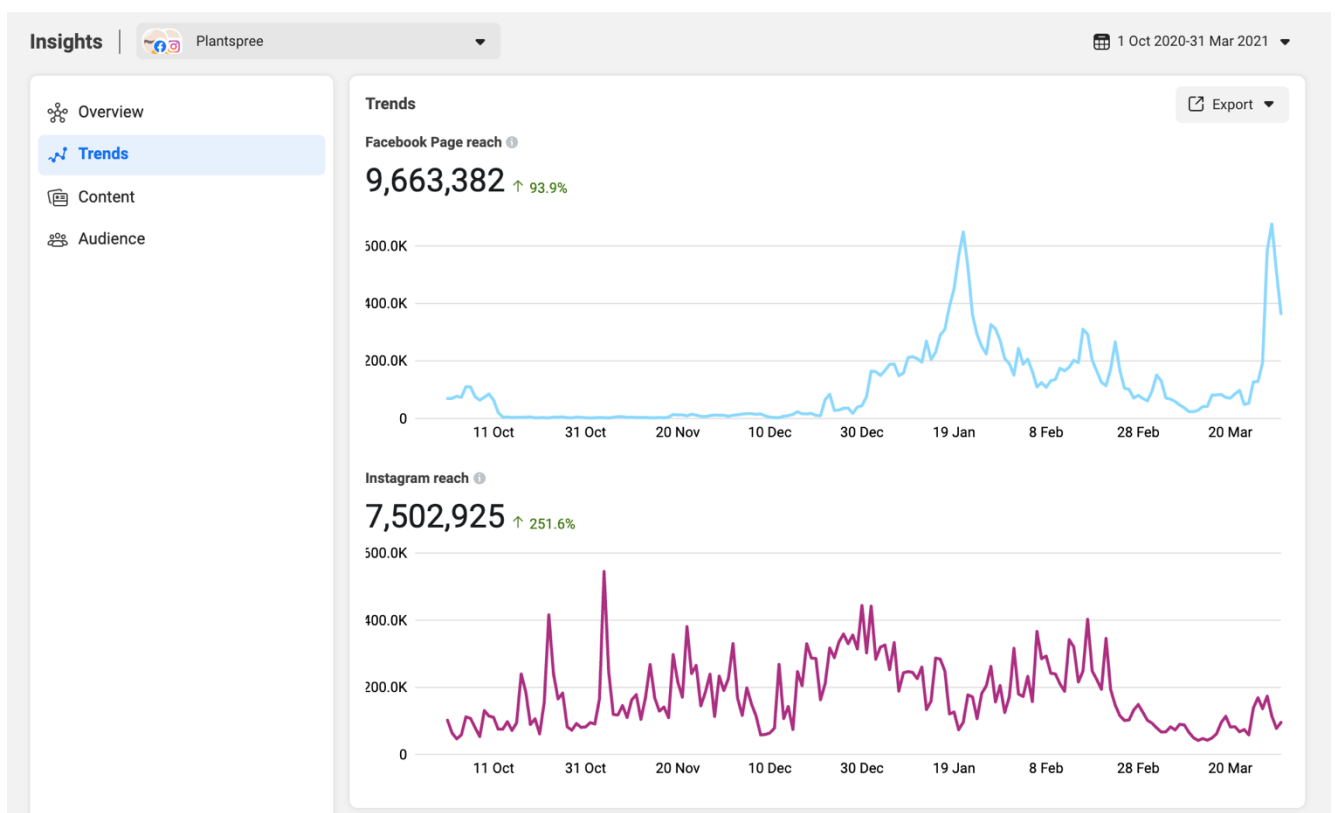 Insights
Plantspree
1 Oct 2020-31 Mar 2021
Overview
Trends
Content
Audience
Trends
Export
Facebook Page reach
9,663,382 ↑ 93.9%
600.0K
400.0K
200.0K
0
11 Oct 31 Oct 20 Nov 10 Dec 30 Dec 19 Jan 8 Feb 28 Feb 20 Mar
Instagram reach
7,502,925 ↑ 251.6%
600.0K
400.0K
200.0K
0
11 Oct 31 Oct 20 Nov 10 Dec 30 Dec 19 Jan 8 Feb 28 Feb 20 Mar